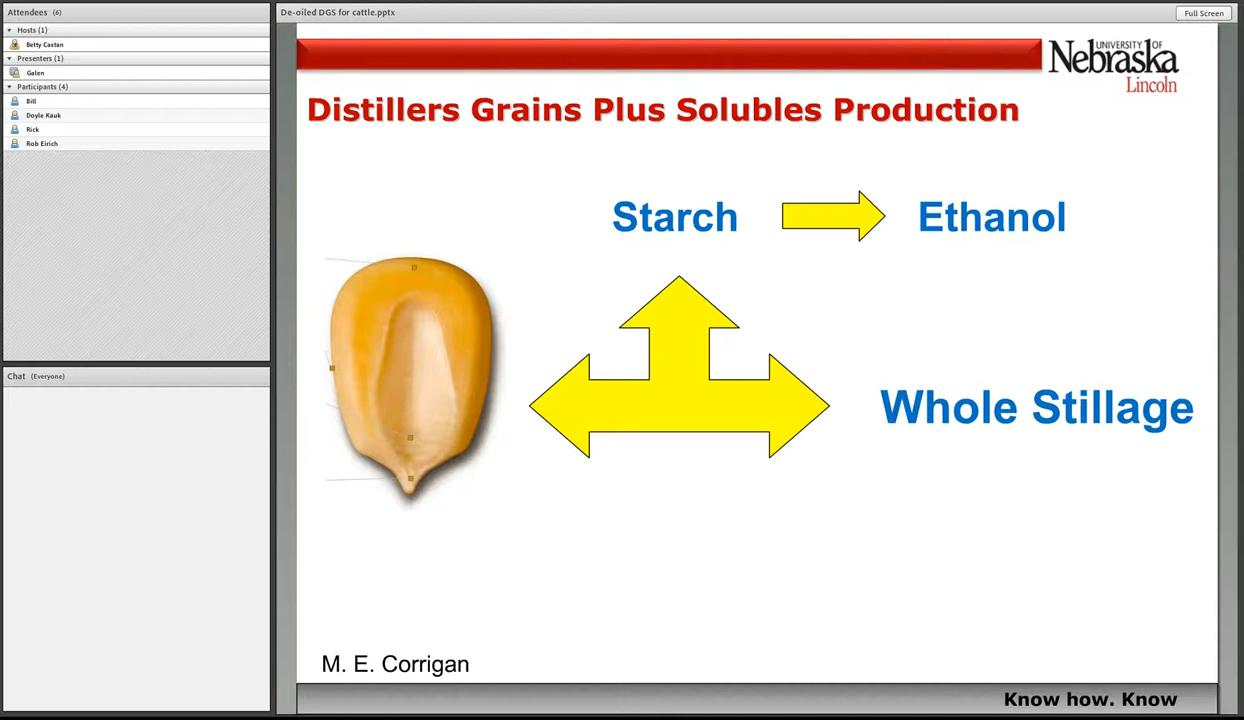 Attendees (6)
Hosts (1)
Betty Castan
Presenters (1)
Galen
Participants (4)
Bill
Doyle Kauk
Rick
Rob Eirich
Chat (Everyone)
De-oiled DGS for cattle.pptx
Full Screen
UNIVERSITY OF
Nebraska
Lincoln
Distillers Grains Plus Solubles Production
Starch
Ethanol
Whole Stillage
M. E. Corrigan
Know how. Know